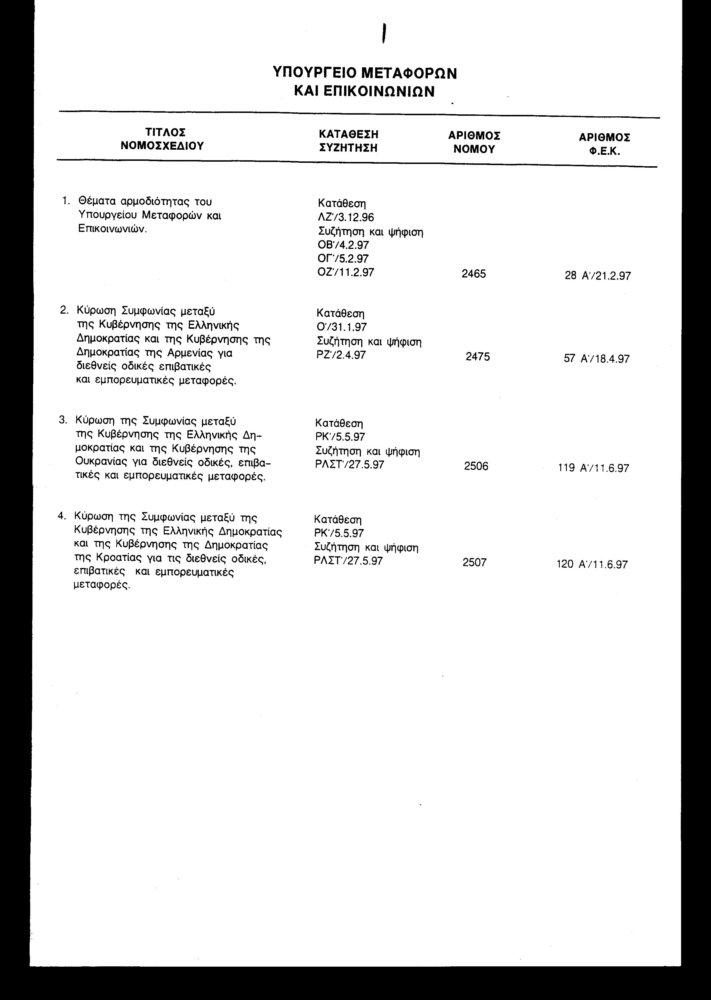 ΥΠΟΥΡΓΕΙΟ ΜΕΤΑΦΟΡΩΝ
ΚΑΙ ΕΠΙΚΟΙΝΩΝΙΩΝ
ΤΙΤΛΟΣ
ΝΟΜΟΣΧΕΔΙΟΥ
ΚΑΤΑΘΕΣΗ
ΣΥΖΗΤΗΣΗ
ΑΡΙΘΜΟΣ
ΝΟΜΟΥ
ΑΡΙΘΜΟΣ
Φ.Ε.Κ.
1. Θέματα αρμοδιότητας του
Υπουργείου Μεταφορών και
Επικοινωνιών.
Κατάθεση
ΛΖ'/3.12.96
Συζήτηση και ψήφιση
ΟΒ'/4.2.97
ΟΓ'/5.2.97
ΟΖ'/11.2.97
2465
28 Α'/21.2.97
2. Κύρωση Συμφωνίας μεταξύ
της Κυβέρνησης της Ελληνικής
Δημοκρατίας και της Κυβέρνησης της
Δημοκρατίας της Αρμενίας για
διεθνείς οδικές επιβατικές
και εμπορευματικές μεταφορές.
Κατάθεση
Ο'/31.1.97
Συζήτηση και ψήφιση
ΡΖ'/2.4.97
2475
57 Α'/18.4.97
3. Κύρωση της Συμφωνίας μεταξύ
της Κυβέρνησης της Ελληνικής Δη-
μοκρατίας και της Κυβέρνησης της
Ουκρανίας για διεθνείς οδικές, επιβα-
τικές και εμπορευματικές μεταφορές.
Κατάθεση
ΡΚ'/5.5.97
Συζήτηση και ψήφιση
ΡΛΣΤ'/27.5.97
2506
119 Α'/11.6.97
4. Κύρωση της Συμφωνίας μεταξύ της
Κυβέρνησης της Ελληνικής Δημοκρατίας
και της Κυβέρνησης της Δημοκρατίας
της Κροατίας για τις διεθνείς οδικές,
επιβατικές και εμπορευματικές
μεταφορές.
Κατάθεση
ΡΚ'/5.5.97
Συζήτηση και ψήφιση
ΡΛΣΤ'/27.5.97
2507
120 Α'/11.6.97